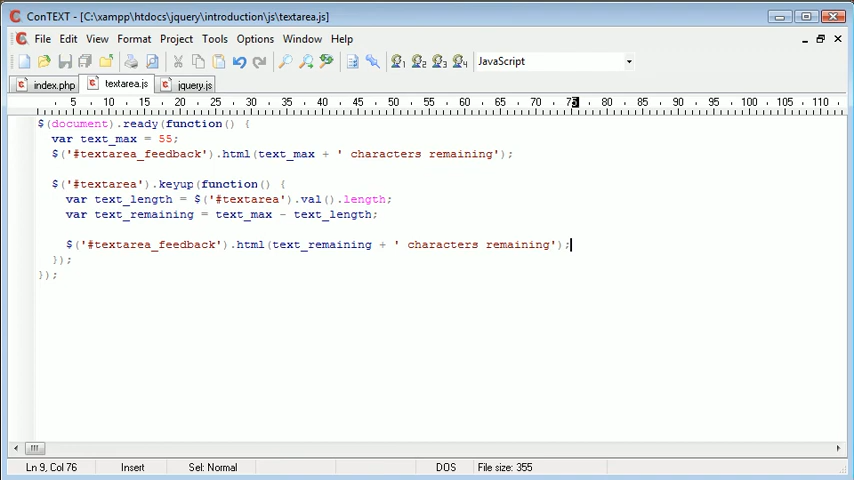 ConTEXT - [C:\xampp\htdocs\jquery\introduction\js\textarea.js]
File Edit View Format Project Tools Options Window Help
1 2 3 4 JavaScript
index.php textarea.js jquery.js
5 10 15 20 25 30 35 40 45 50 55 60 65 70 75 80 85 90 95 100 105 110
$(document).ready(function() {
var text_max = 55;
$('#textarea_feedback').html(text_max + ' characters remaining');
$('#textarea').keyup(function() {
var text_length = $('#textarea').val().length;
var text_remaining = text_max - text_length;
$('#textarea_feedback').html(text_remaining + ' characters remaining');
});
});
Ln 9, Col 76 Insert Sel: Normal DOS File size: 355